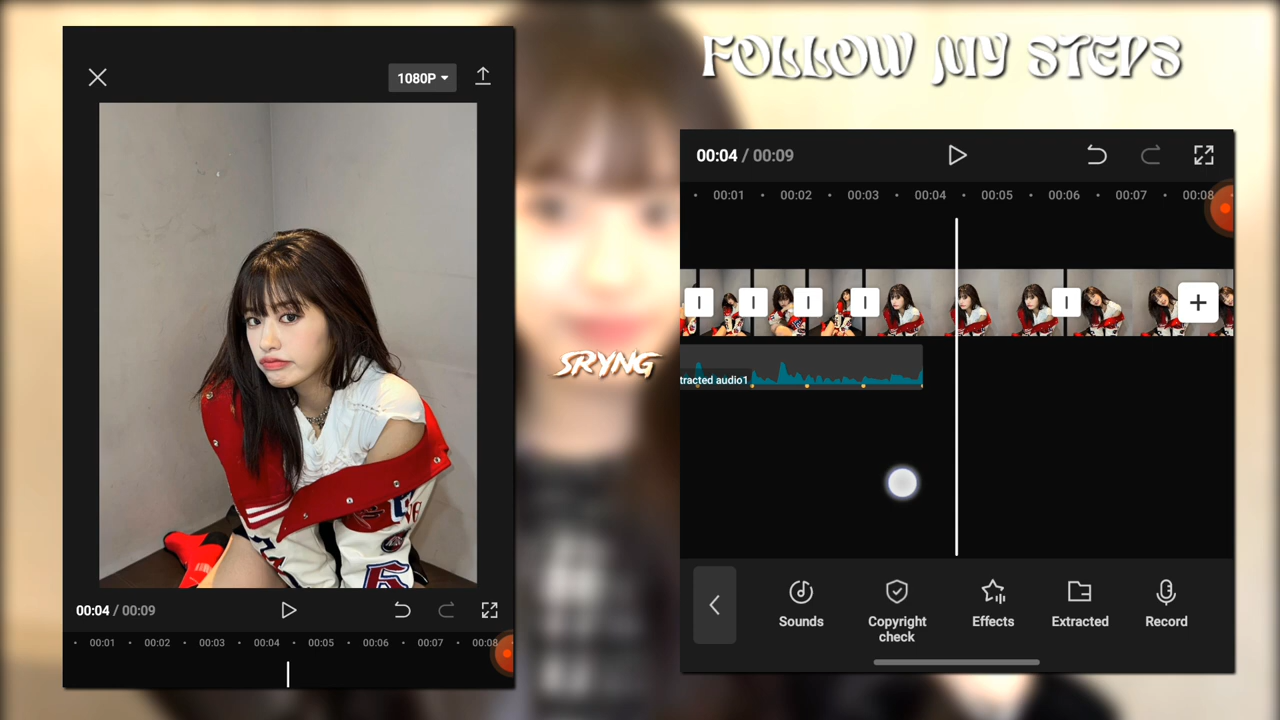 FOLLOW MY STEPS
1080P
00:04 / 00:09
00:01 00:02 00:03 00:04 00:05 00:06 00:07 00:08
SRYNG
tracted audio1
Sounds
Copyright
check
Effects
Extracted
Record
00:04 / 00:09
00:01 00:02 00:03 00:04 00:05 00:06 00:07 00:08